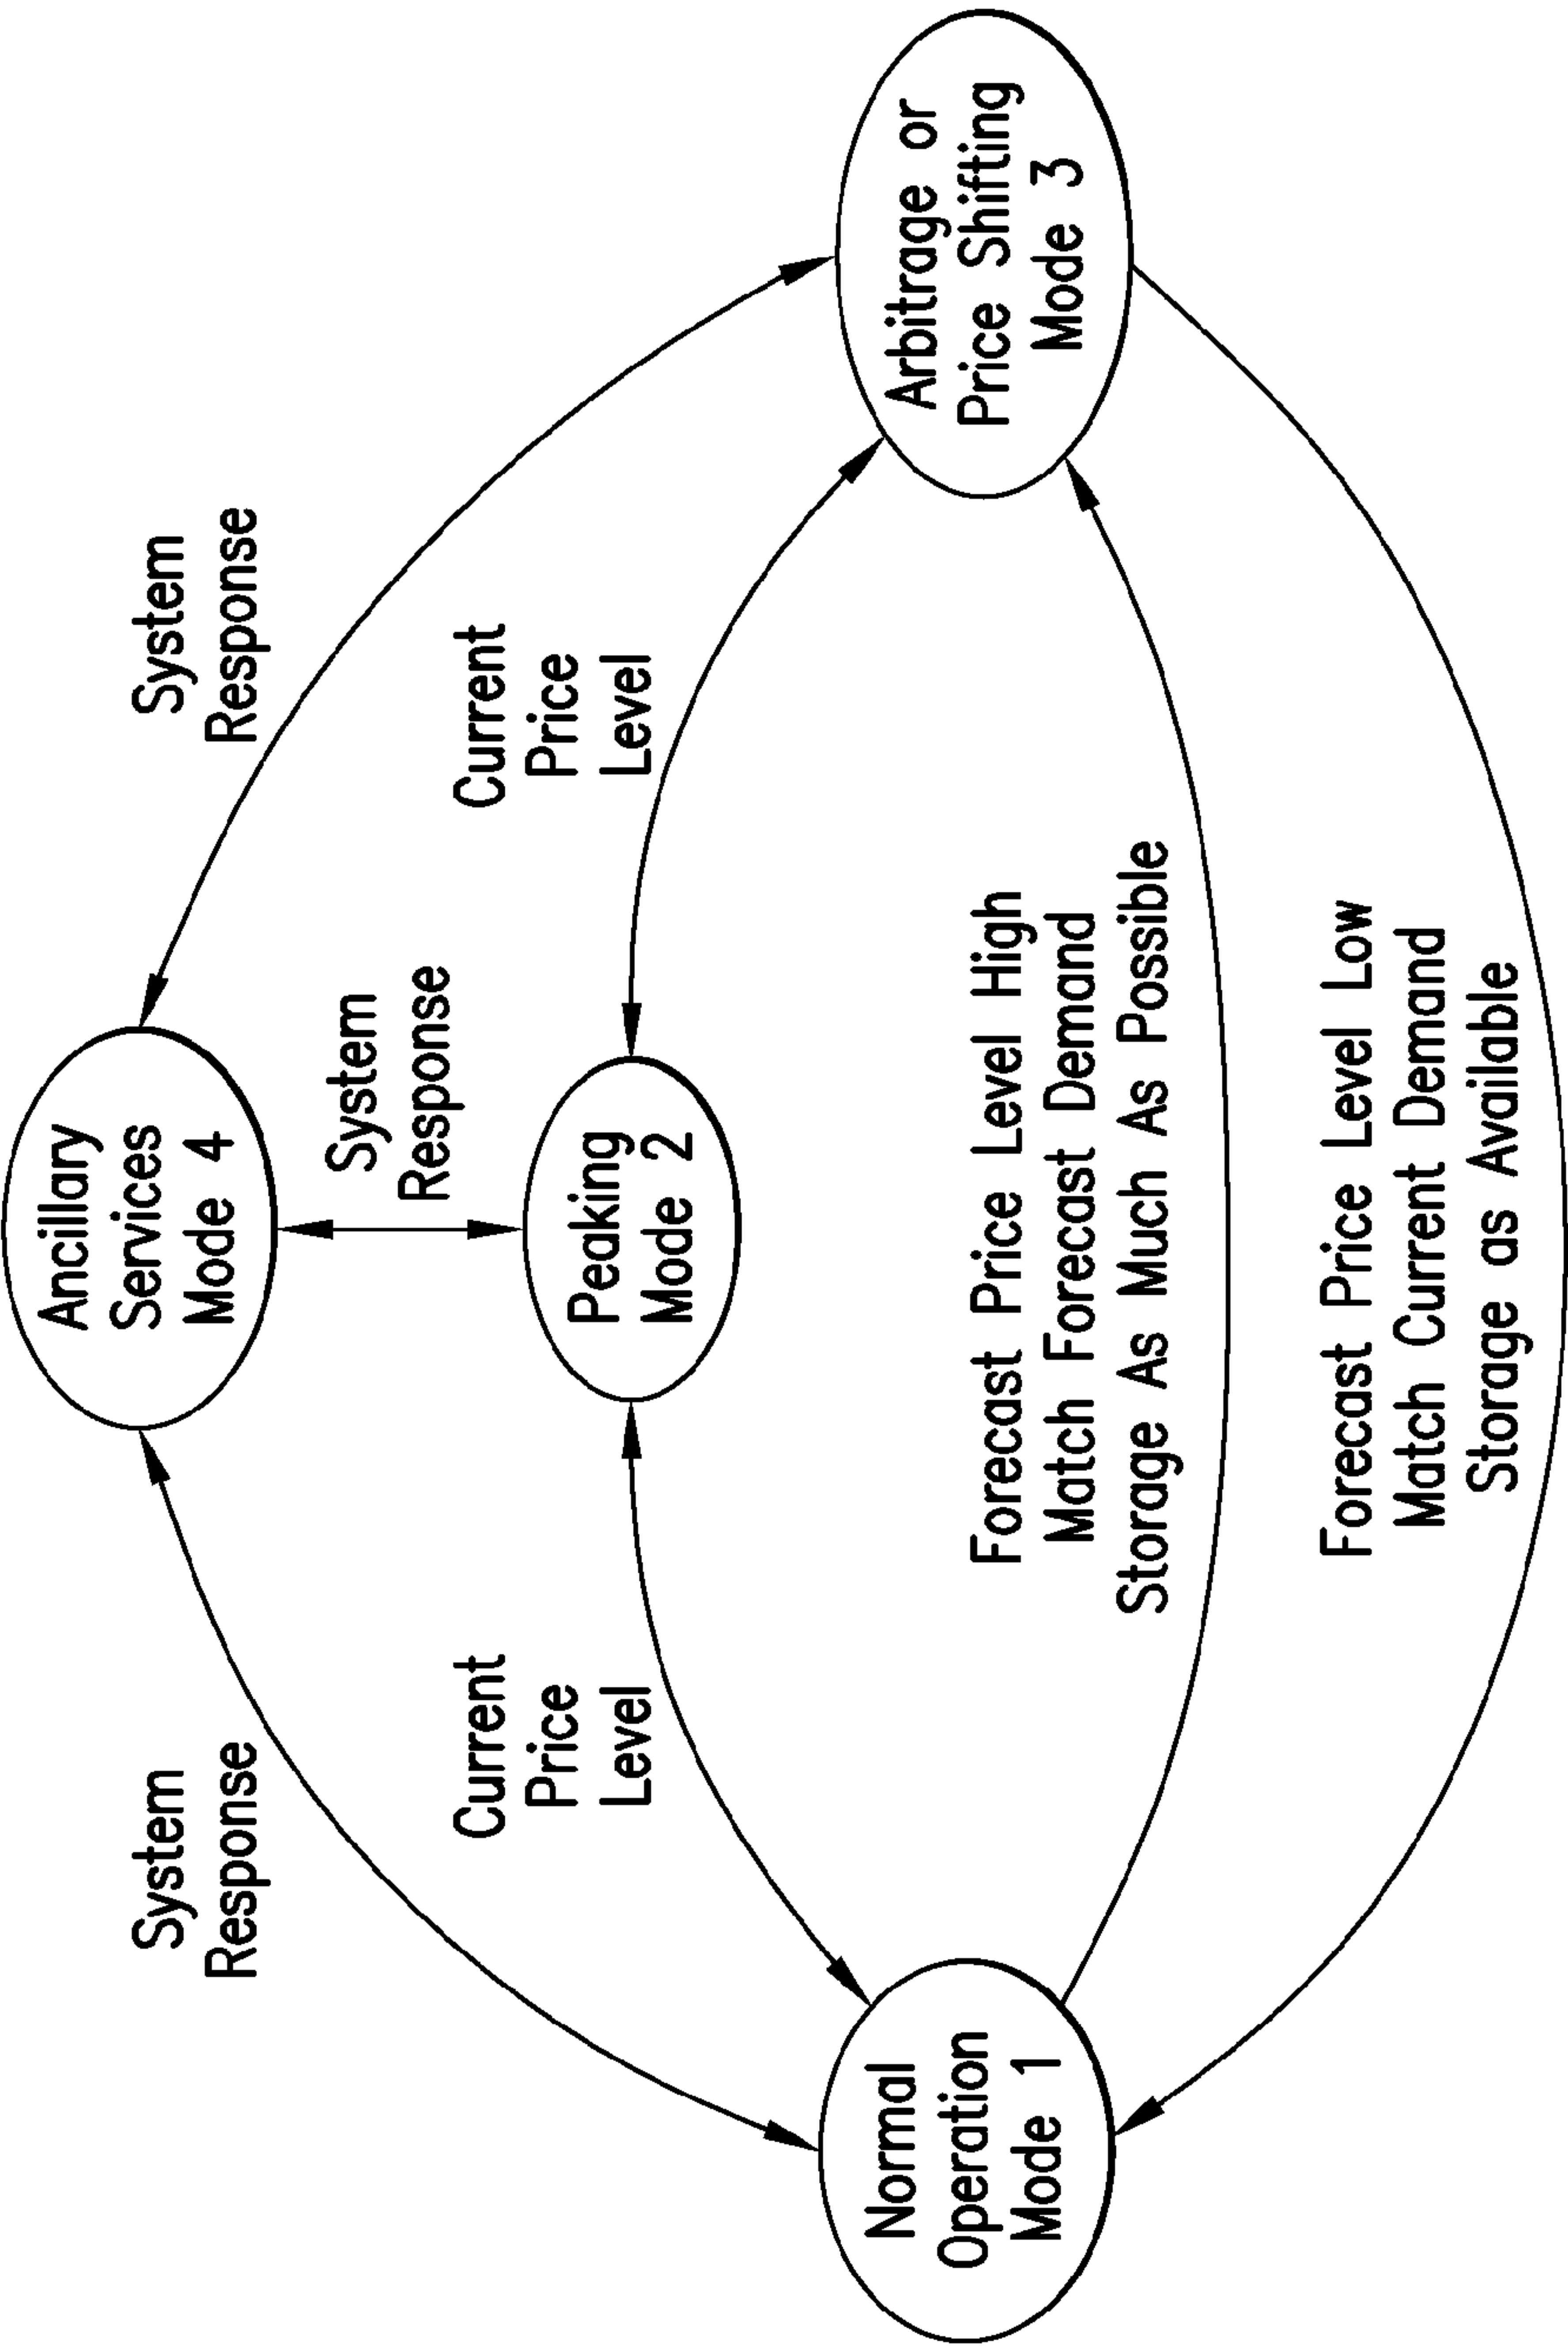 Ancillary
Services
Mode 4
System
Response
System
Response
System
Response
Current
Price
Level
Current
Price
Level
Peaking
Mode 2
Normal
Operation
Mode 1
Arbitrage or
Price Shifting
Mode 3
Forecast Price Level High
Match Forecast Demand
Storage As Much As Possible
Forecast Price Level Low
Match Current Demand
Storage as Available